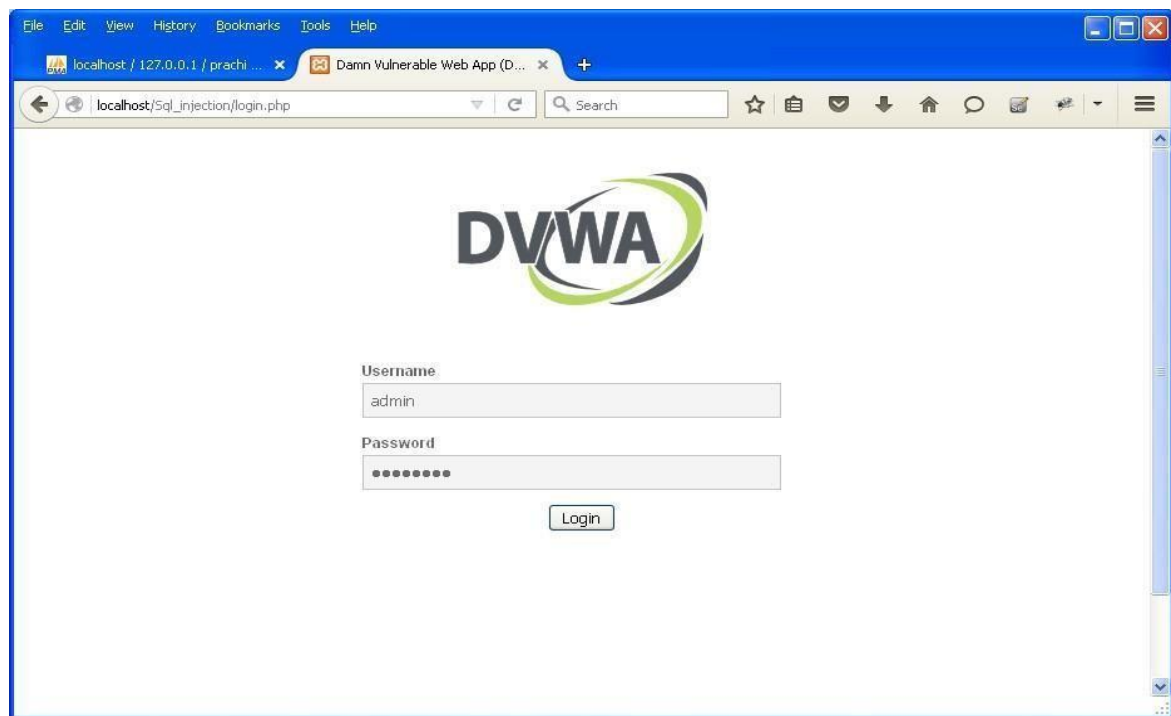 File Edit View History Bookmarks Tools Help
localhost / 127.0.0.1 / prachi ... Damn Vulnerable Web App (D...
localhost/Sql_injection/login.php Search
DVWA
Username
admin
Password
••••••••
Login